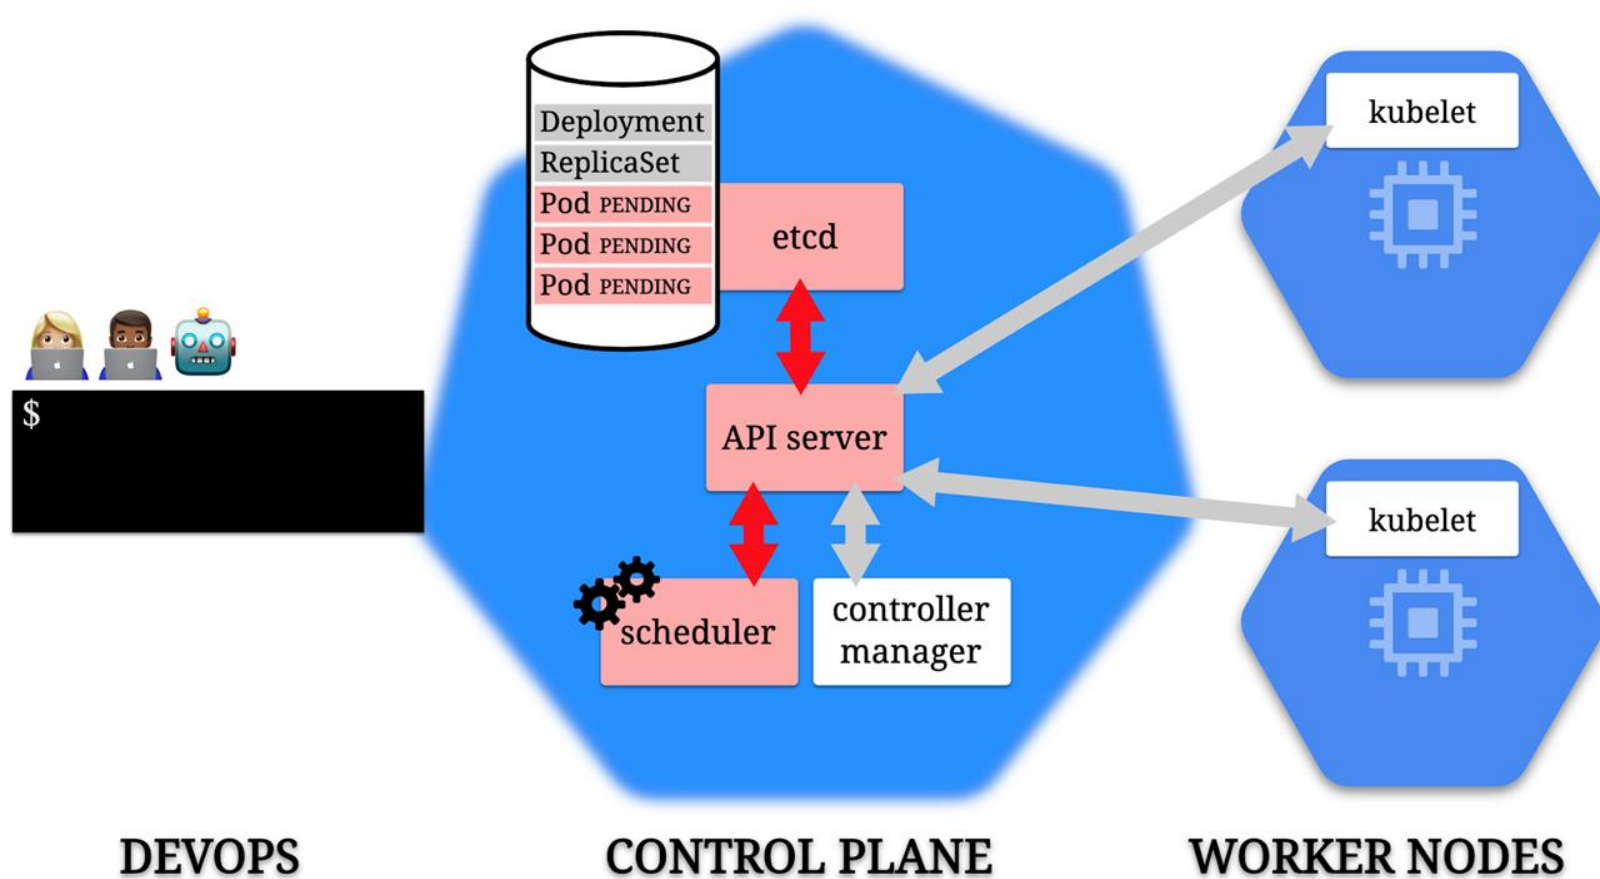 Deployment
ReplicaSet
Pod PENDING
Pod PENDING
Pod PENDING
etcd
kubelet
$
API server
kubelet
scheduler
controller
manager
DEVOPS
CONTROL PLANE
WORKER NODES